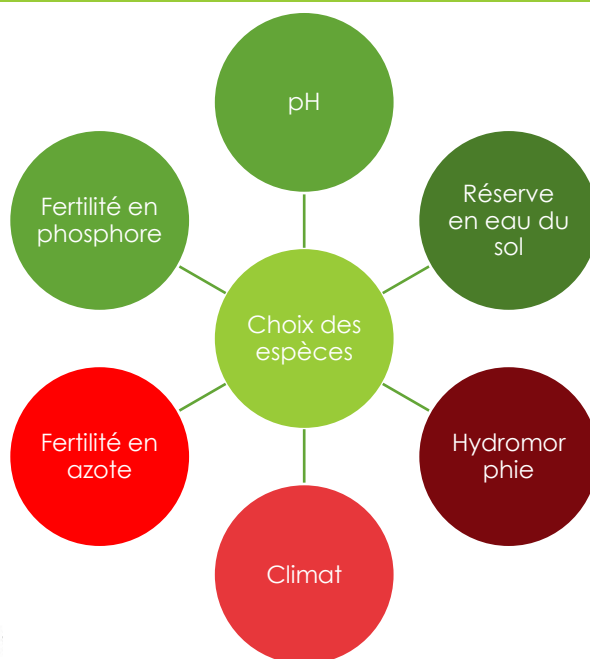 pH
Fertilité en
phosphore
Réserve
en eau du
sol
Choix des
espèces
Fertilité en
azote
Hydromor
phie
Climat